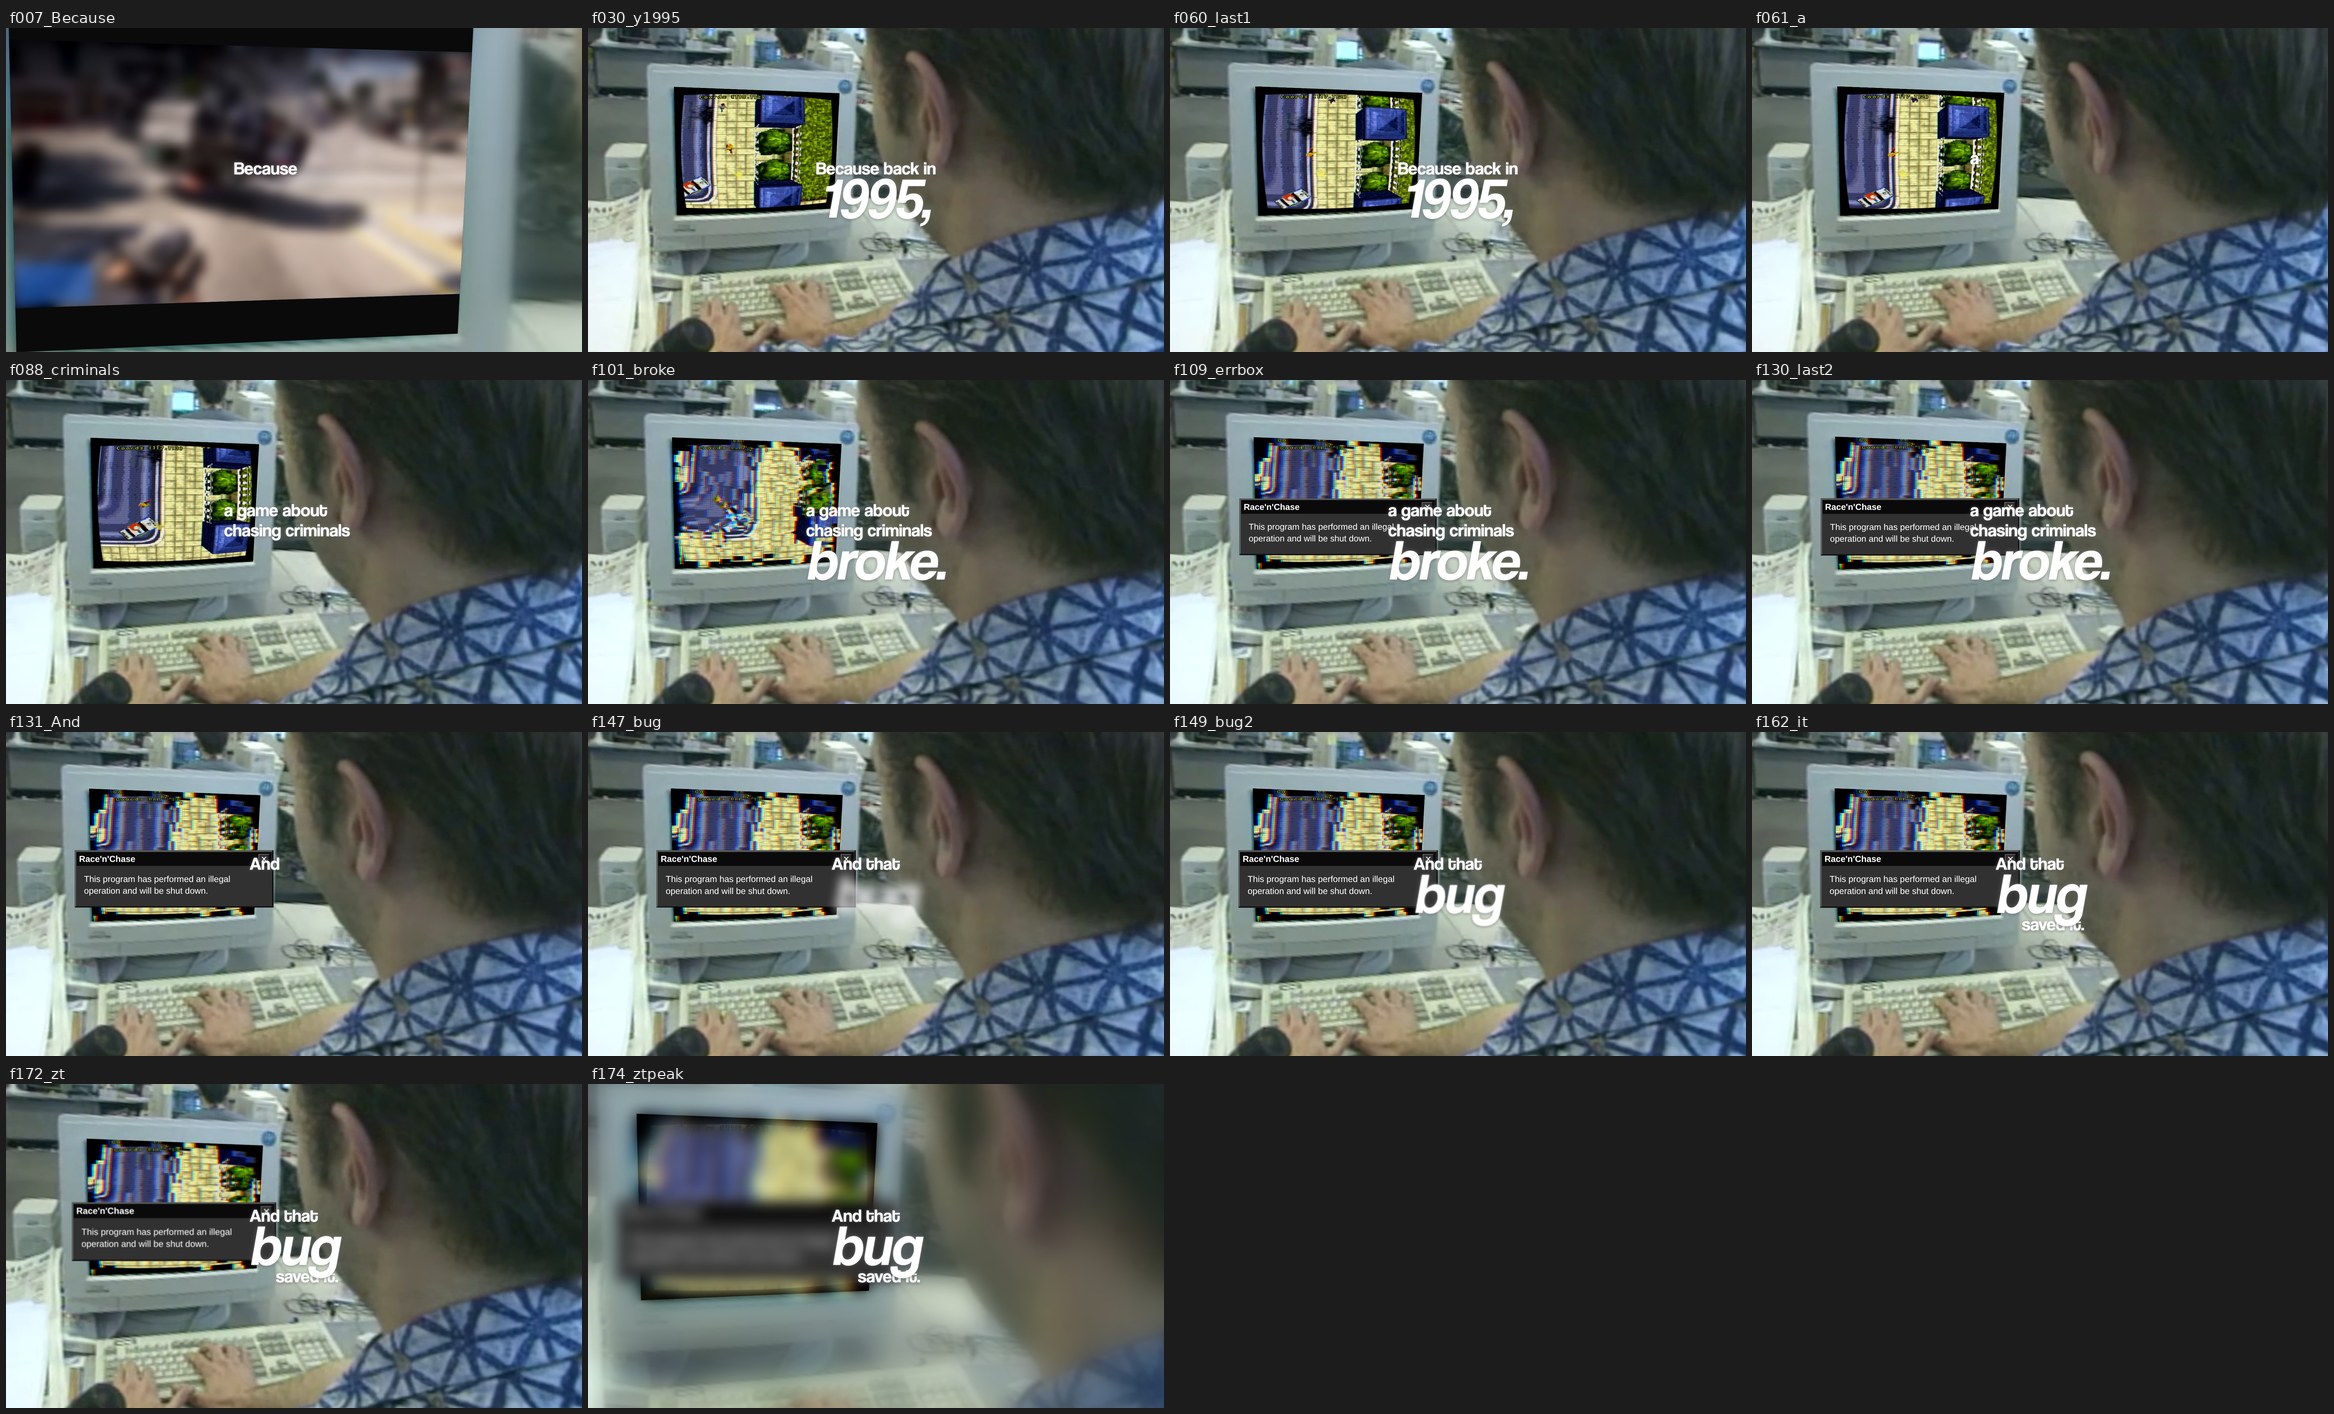 f007_Because
Because
f030_y1995
Because back in
1995,
f060_last1
Because back in
1995,
f061_a
a
f088_criminals
a game about
chasing criminals
f101_broke
a game about
chasing criminals
broke.
f109_errbox
Race'n'Chase
This program has performed an illegal
operation and will be shut down.
a game about
chasing criminals
broke.
f130_last2
Race'n'Chase
This program has performed an illegal
operation and will be shut down.
a game about
chasing criminals
broke.
f131_And
Race'n'Chase
This program has performed an illegal
operation and will be shut down.
And
f147_bug
Race'n'Chase
This program has performed an illegal
operation and will be shut down.
And that
f149_bug2
Race'n'Chase
This program has performed an illegal
operation and will be shut down.
And that
bug
f162_it
Race'n'Chase
This program has performed an illegal
operation and will be shut down.
And that
bug
saved it.
f172_zt
Race'n'Chase
This program has performed an illegal
operation and will be shut down.
And that
bug
saved it.
f174_ztpeak
And that
bug
saved it.